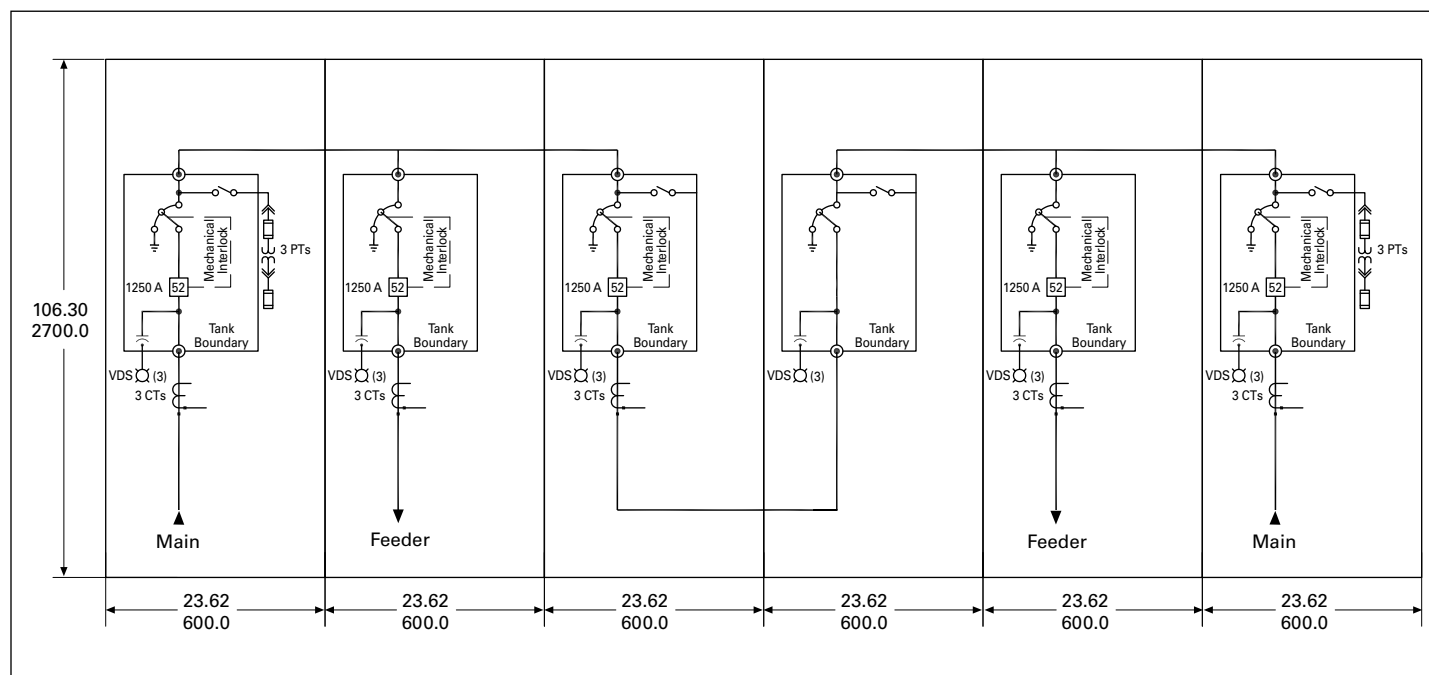 106.30
2700.0
Mechanical
Interlock
3 PTs
1250 A
52
Tank
Boundary
VDS
(3)
3 CTs
Main
Mechanical
Interlock
1250 A
52
Tank
Boundary
VDS
(3)
3 CTs
Feeder
Mechanical
Interlock
1250 A
52
Tank
Boundary
VDS
(3)
3 CTs
VDS
(3)
Mechanical
Interlock
1250 A
52
Tank
Boundary
VDS
(3)
3 CTs
Feeder
Mechanical
Interlock
3 PTs
1250 A
52
Tank
Boundary
VDS
(3)
3 CTs
Main
23.62
600.0
23.62
600.0
23.62
600.0
23.62
600.0
23.62
600.0
23.62
600.0